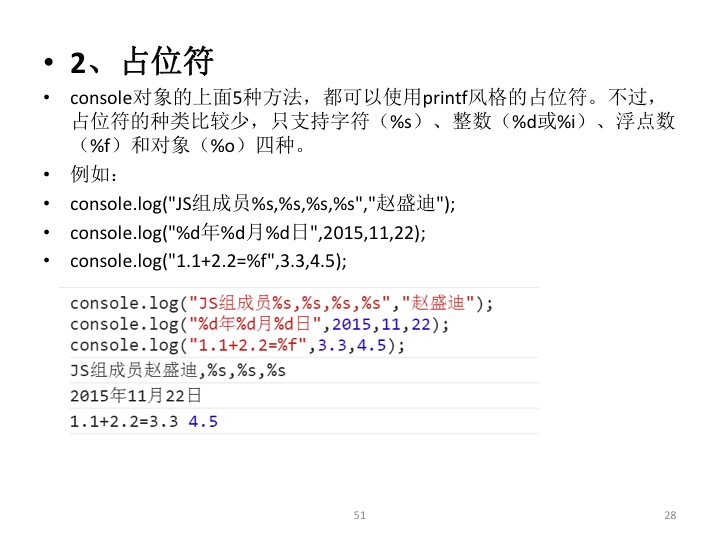 • 2、占位符
• console对象的上面5种方法，都可以使用printf风格的占位符。不过，
占位符的种类比较少，只支持字符（%s）、整数（%d或%i）、浮点数
（%f）和对象（%o）四种。
• 例如：
• console.log("JS组成员%s,%s,%s,%s","赵盛迪");
• console.log("%d年%d月%d日",2015,11,22);
• console.log("1.1+2.2=%f",3.3,4.5);
console.log("JS组成员%s,%s,%s,%s","赵盛迪");
console.log("%d年%d月%d日",2015,11,22);
console.log("1.1+2.2=%f",3.3,4.5);
JS组成员赵盛迪,%s,%s,%s
2015年11月22日
1.1+2.2=3.3 4.5
51
28